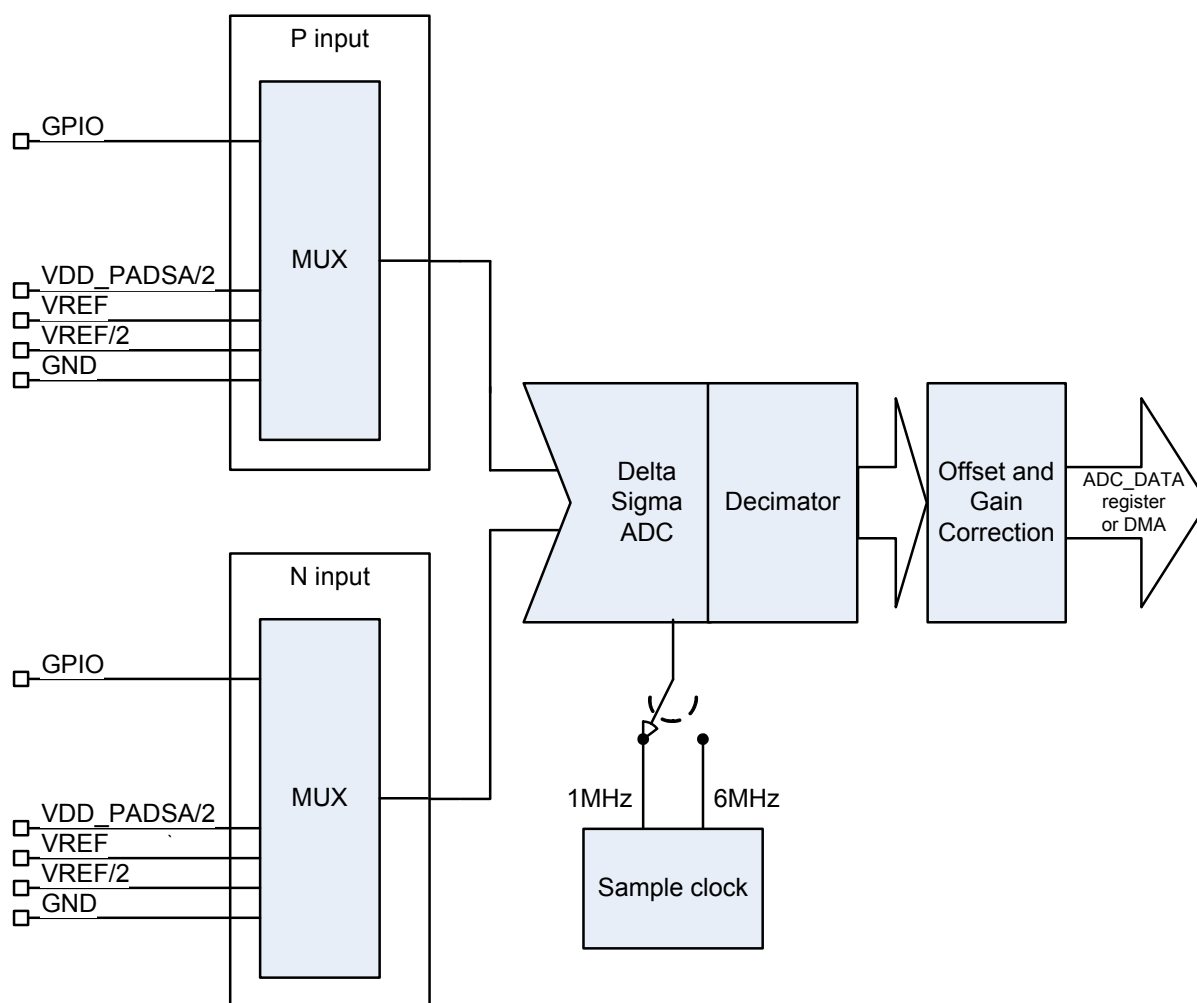 P input
GPIO
MUX
VDD_PADSA/2
VREF
VREF/2
GND
Delta
Sigma
ADC
Decimator
Offset and
Gain
Correction
ADC_DATA
register
or DMA
N input
GPIO
MUX
VDD_PADSA/2
VREF
VREF/2
GND
1MHz
6MHz
Sample clock